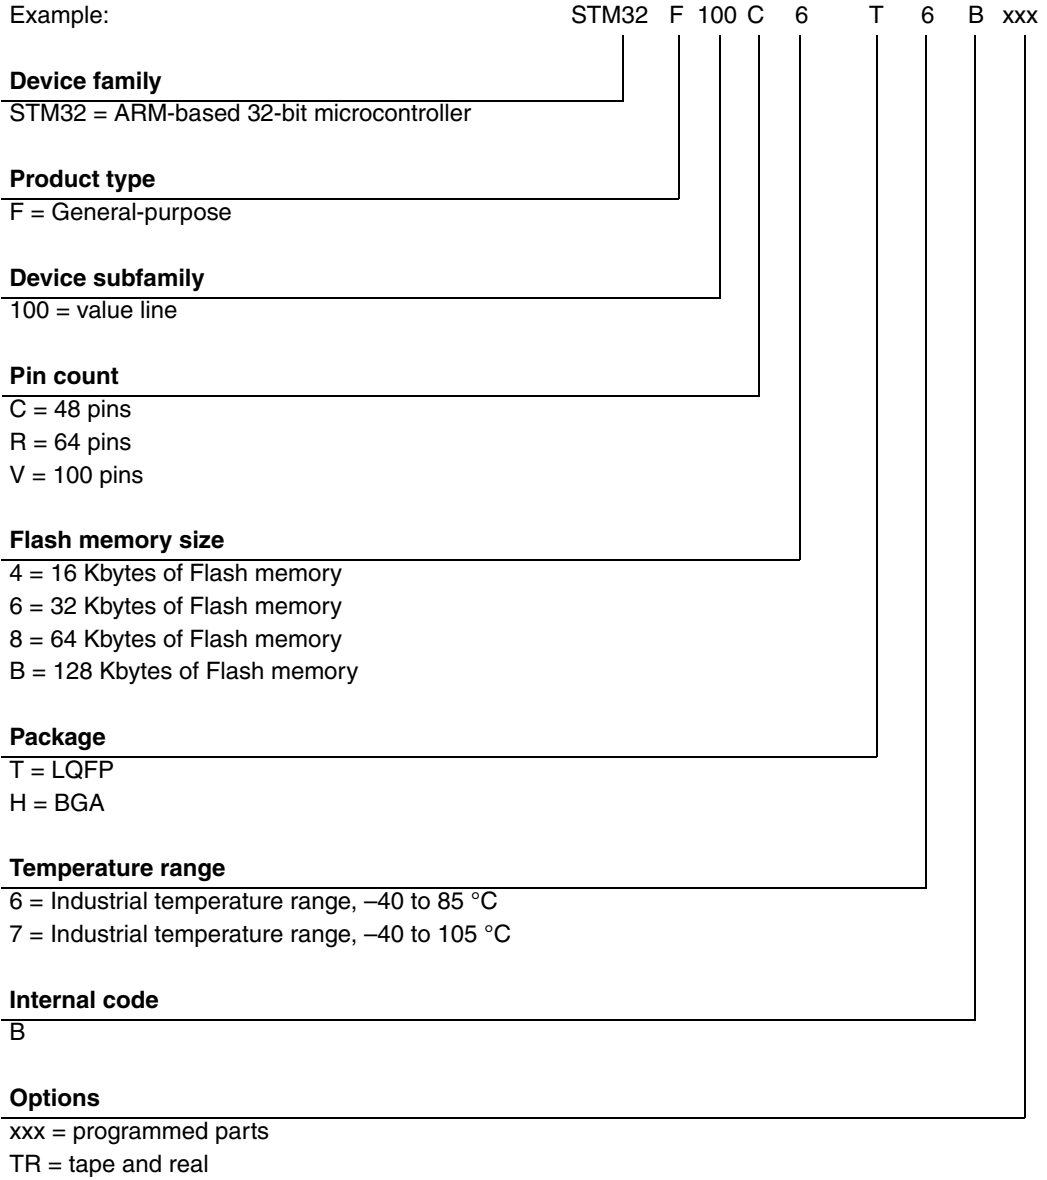 Example: STM32 F 100 C 6 T 6 B xxx
Device family
STM32 = ARM-based 32-bit microcontroller
Product type
F = General-purpose
Device subfamily
100 = value line
Pin count
C = 48 pins
R = 64 pins
V = 100 pins
Flash memory size
4 = 16 Kbytes of Flash memory
6 = 32 Kbytes of Flash memory
8 = 64 Kbytes of Flash memory
B = 128 Kbytes of Flash memory
Package
T = LQFP
H = BGA
Temperature range
6 = Industrial temperature range, –40 to 85 °C
7 = Industrial temperature range, –40 to 105 °C
Internal code
B
Options
xxx = programmed parts
TR = tape and real